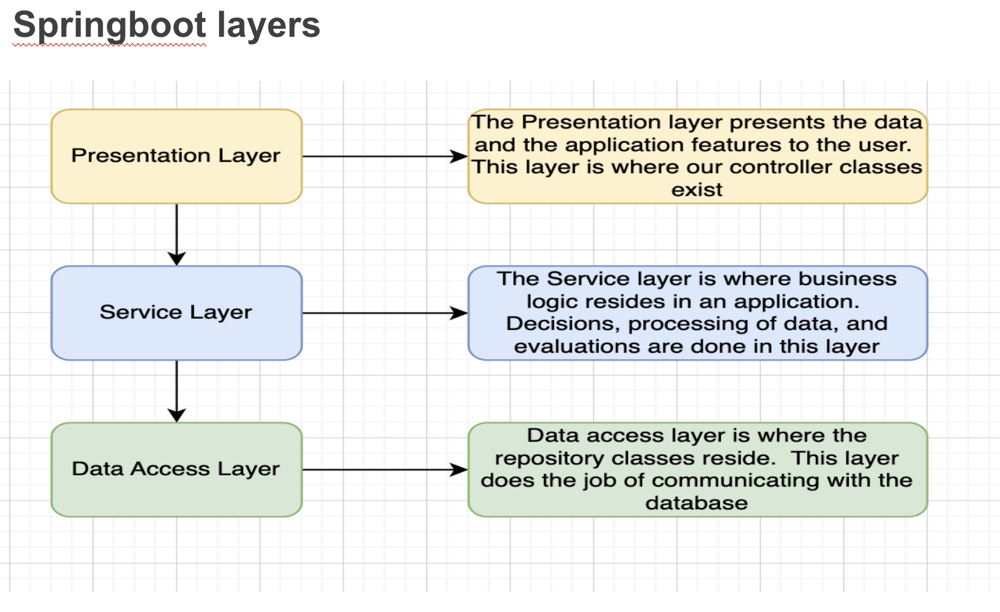 Springboot layers
Presentation Layer
The Presentation layer presents the data
and the application features to the user.
This layer is where our controller classes
exist
Service Layer
The Service layer is where business
logic resides in an application.
Decisions, processing of data, and
evaluations are done in this layer
Data Access Layer
Data access layer is where the
repository classes reside.  This layer
does the job of communicating with the
database